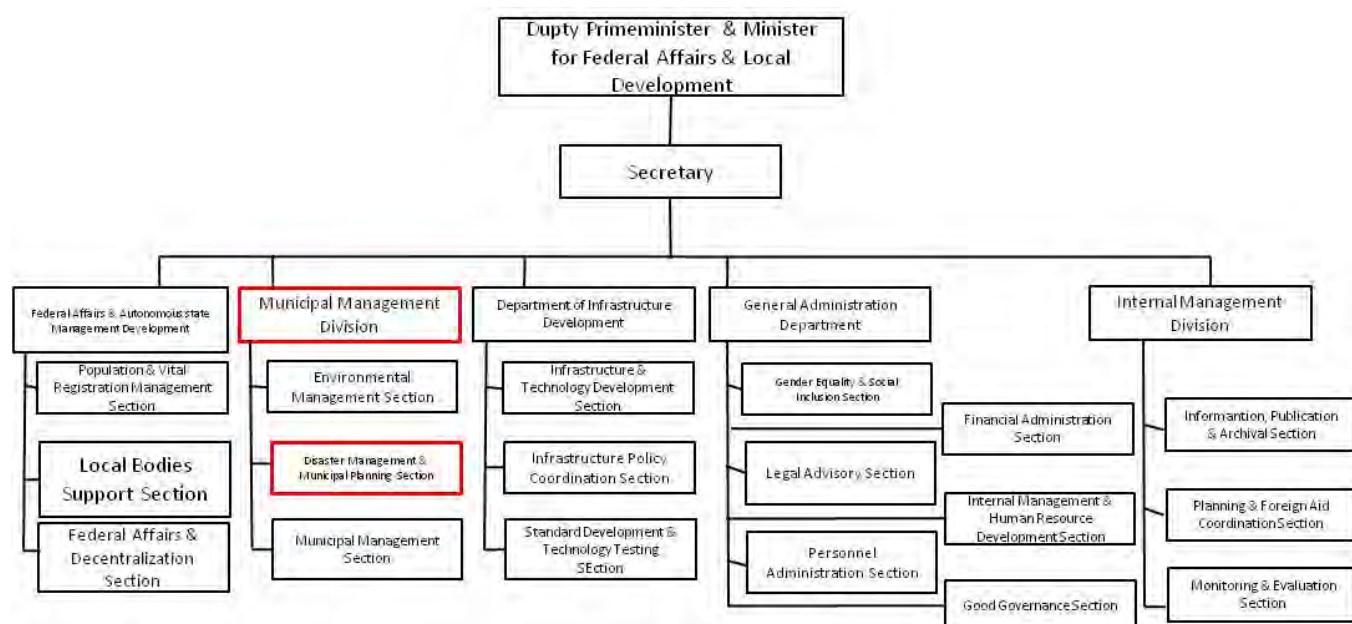 Dupty Primeminister & Minister
for Federal Affairs & Local
Development
Secretary
Federal Affairs & Autonomous state
Management Development
Municipal Management
Division
Department of Infrastructure
Development
General Administration
Department
Internal Management
Division
Population & Vital
Registration Management
Section
Local Bodies
Support Section
Federal Affairs &
Decentralization
Section
Environmental
Management Section
Disaster Management &
Municipal Planning Section
Municipal Management
Section
Infrastructure &
Technology Development
Section
Infrastructure Policy
Coordination Section
Standard Development &
Technology Testing
SEction
Gender Equality & Social
Inclusion Section
Financial Administration
Section
Legal Advisory Section
Internal Management &
Human Resource
Development Section
Personnel
Administration Section
Good Governance Section
Informantion, Publication
& Archival Section
Planning & Foreign Aid
Coordination Section
Monitoring & Evaluation
Section